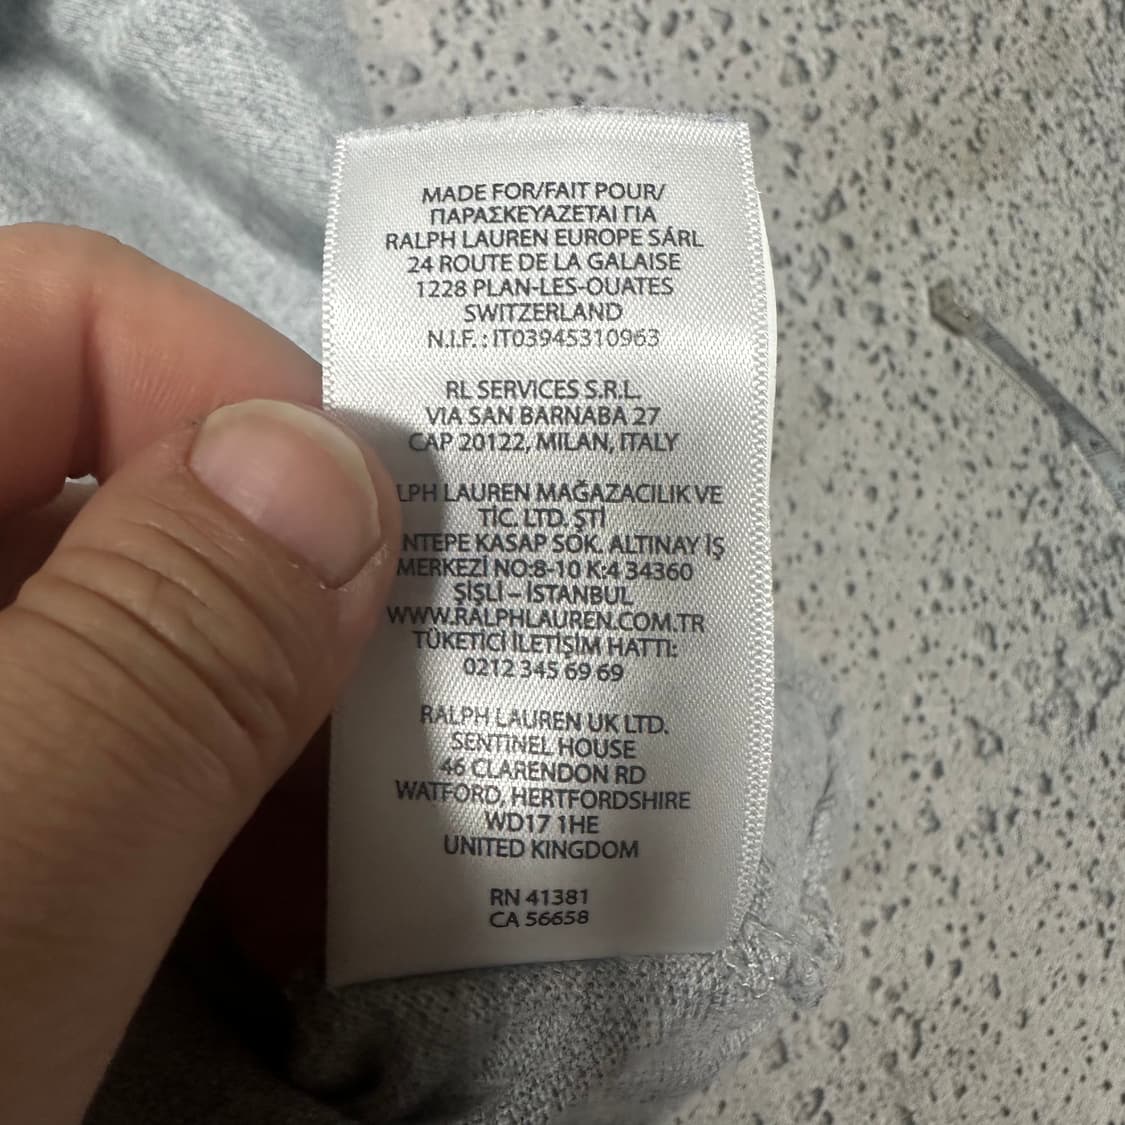 MADE FOR/FAIT POUR/
ΠΑΡΑΣΚΕΥΑΖΕΤΑΙ ΓΙΑ
RALPH LAUREN EUROPE SÁRL
24 ROUTE DE LA GALAISE
1228 PLAN-LES-OUATES
SWITZERLAND
N.I.F. : IT03945310963
RL SERVICES S.R.L.
VIA SAN BARNABA 27
CAP 20122, MILAN, ITALY
LPH LAUREN MAĞAZACILIK VE
TİC. LTD. ŞTİ
NTEPE KASAP SOK. ALTINAY İŞ
MERKEZİ NO:8-10 K:4 34360
ŞİŞLİ – İSTANBUL
WWW.RALPHLAUREN.COM.TR
TÜKETİCİ İLETİŞİM HATTI:
0212 345 69 69
RALPH LAUREN UK LTD.
SENTINEL HOUSE
46 CLARENDON RD
WATFORD, HERTFORDSHIRE
WD17 1HE
UNITED KINGDOM
RN 41381
CA 56658